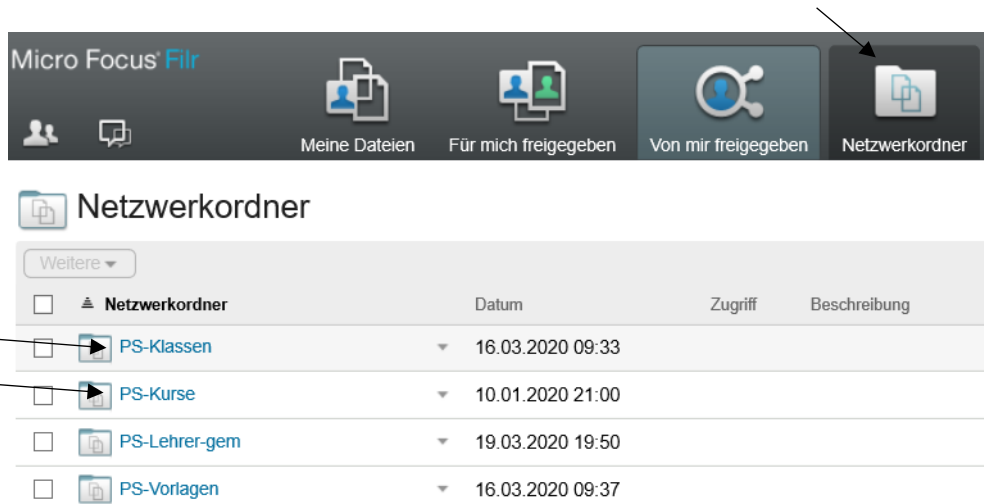 Micro Focus® Filr
Meine Dateien Für mich freigegeben Von mir freigegeben Netzwerkordner
Netzwerkordner
Weitere
Netzwerkordner Datum Zugriff Beschreibung
PS-Klassen 16.03.2020 09:33
PS-Kurse 10.01.2020 21:00
PS-Lehrer-gem 19.03.2020 19:50
PS-Vorlagen 16.03.2020 09:37